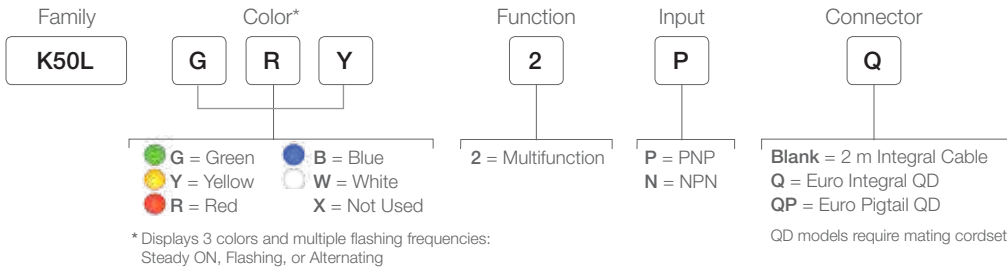 Family Color* Function Input Connector
K50L G R Y 2 P Q
G = Green B = Blue 2 = Multifunction P = PNP Blank = 2 m Integral Cable
Y = Yellow W = White N = NPN Q = Euro Integral QD
R = Red X = Not Used QP = Euro Pigtail QD
* Displays 3 colors and multiple flashing frequencies:
Steady ON, Flashing, or Alternating
QD models require mating cordset